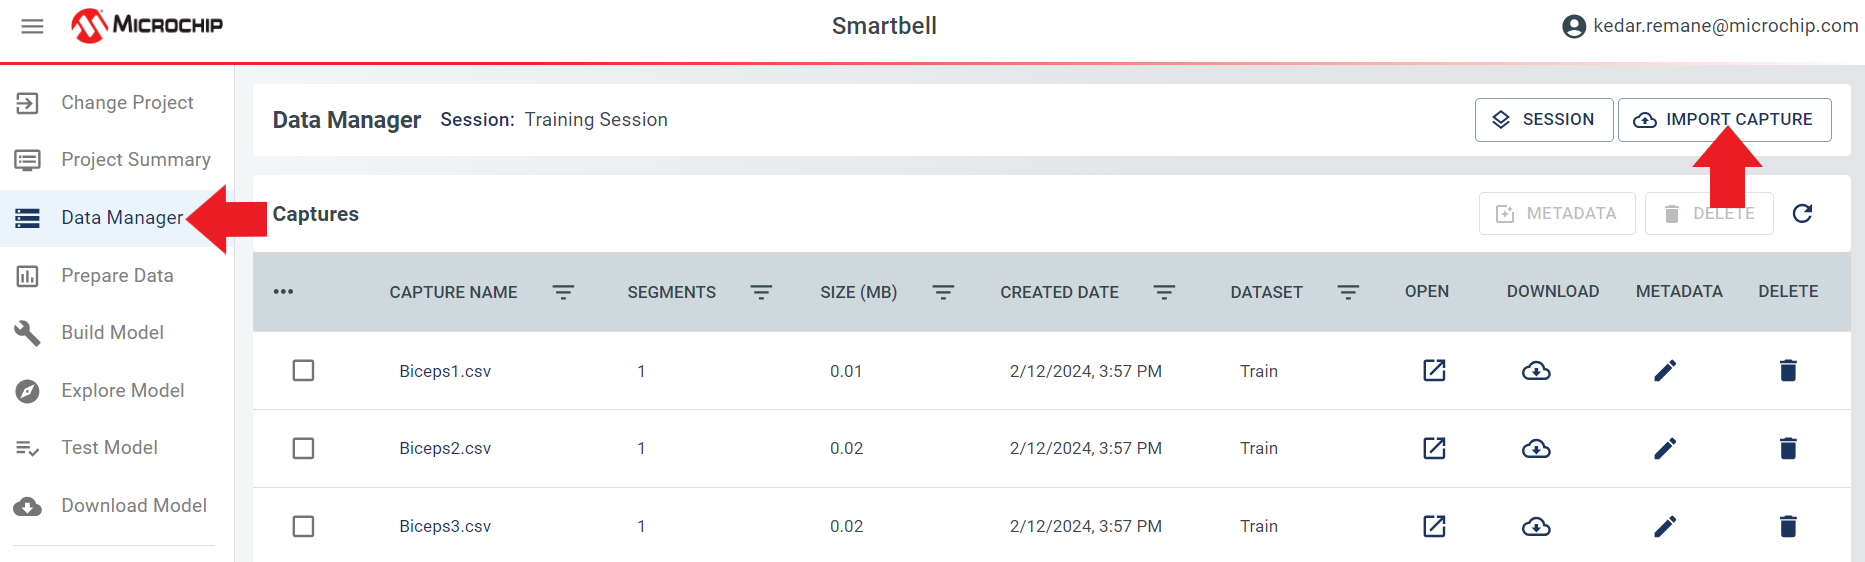 MICROCHIP
Smartbell
kedar.remane@microchip.com
Change Project
Project Summary
Data Manager
Prepare Data
Build Model
Explore Model
Test Model
Download Model
Data Manager Session: Training Session
SESSION
IMPORT CAPTURE
Captures
METADATA
DELETE
CAPTURE NAME SEGMENTS SIZE (MB) CREATED DATE DATASET OPEN DOWNLOAD METADATA DELETE
Biceps1.csv 1 0.01 2/12/2024, 3:57 PM Train
Biceps2.csv 1 0.02 2/12/2024, 3:57 PM Train
Biceps3.csv 1 0.02 2/12/2024, 3:57 PM Train